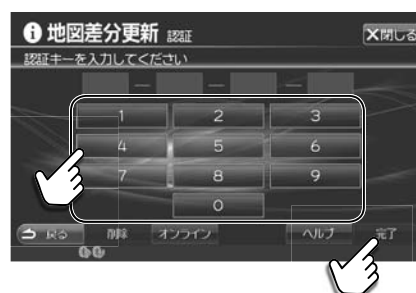 地図差分更新 認証
×閉じる
認証キーを入力してください
— — —
1 2 3
4 5 6
7 8 9
0
戻る 削除 オンライン ヘルプ 完了